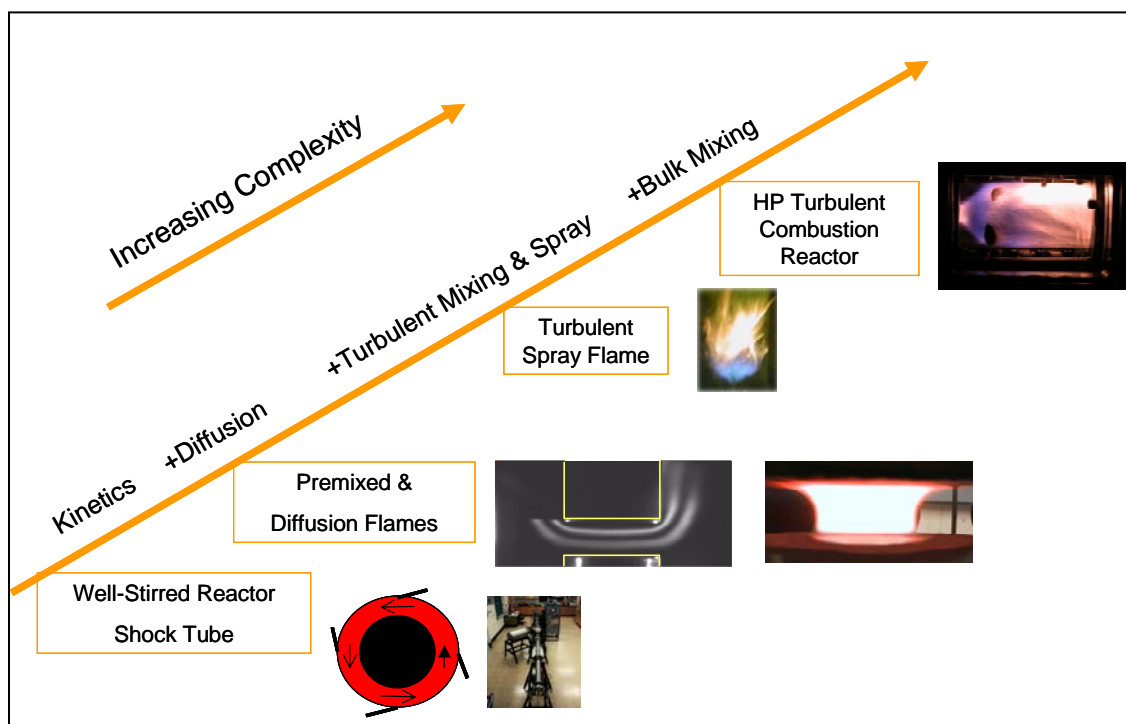 Increasing Complexity
Kinetics
+Diffusion
+Turbulent Mixing & Spray
+Bulk Mixing
HP Turbulent
Combustion
Reactor
Turbulent
Spray Flame
Premixed &
Diffusion Flames
Well-Stirred Reactor
Shock Tube